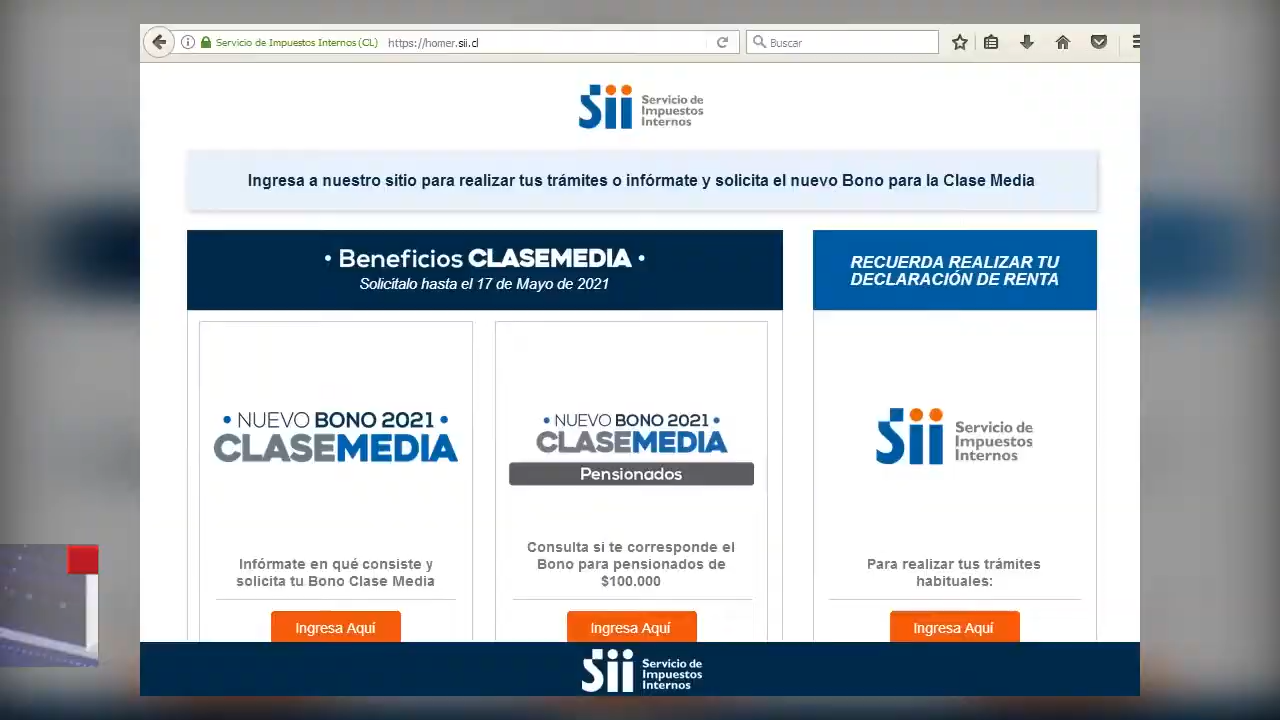 Servicio de Impuestos Internos (CL) https://homer.sii.cl Buscar
Sii Servicio de
Impuestos
Internos
Ingresa a nuestro sitio para realizar tus trámites o infórmate y solicita el nuevo Bono para la Clase Media
• Beneficios CLASEMEDIA •
Solicitalo hasta el 17 de Mayo de 2021
• NUEVO BONO 2021 •
CLASEMEDIA
Infórmate en qué consiste y
solicita tu Bono Clase Media
Ingresa Aquí
• NUEVO BONO 2021 •
CLASEMEDIA
Pensionados
Consulta si te corresponde el
Bono para pensionados de
$100.000
Ingresa Aquí
RECUERDA REALIZAR TU
DECLARACIÓN DE RENTA
Sii Servicio de
Impuestos
Internos
Para realizar tus trámites
habituales:
Ingresa Aquí
Sii Servicio de
Impuestos
Internos